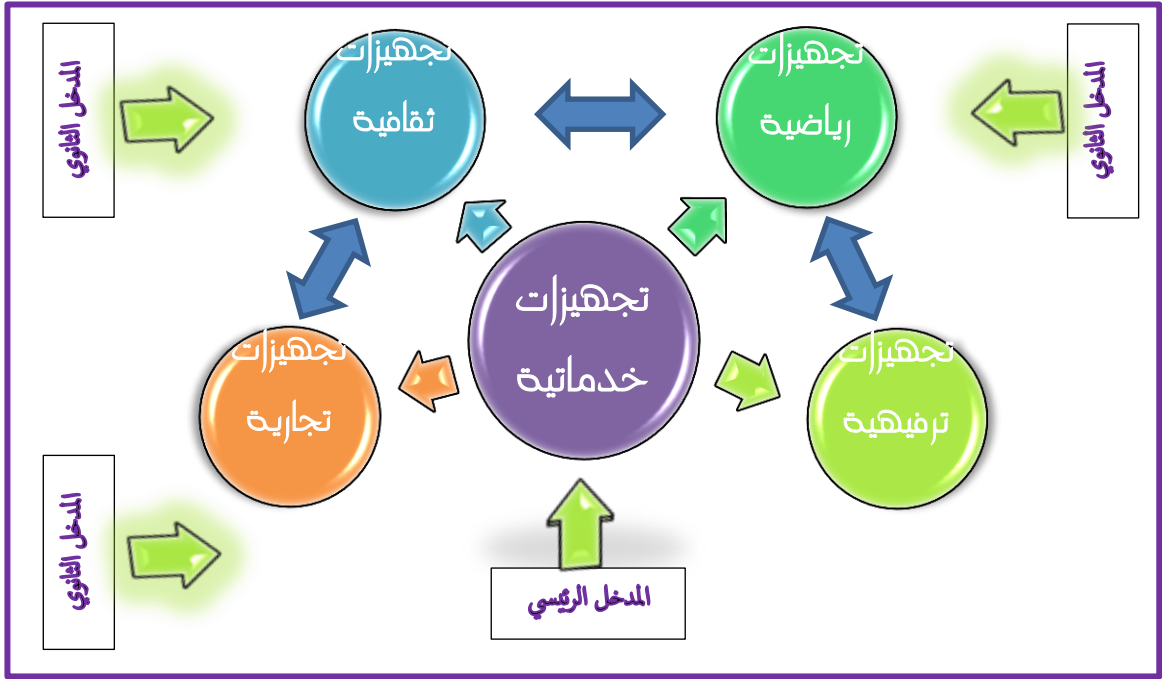 المدخل الثانوي
تجهيزات
رياضية
تجهيزات
ثقافية
المدخل الثانوي
تجهيزات
خدماتية
تجهيزات
ترفيهية
تجهيزات
تجارية
المدخل الثانوي
المدخل الرئيسي